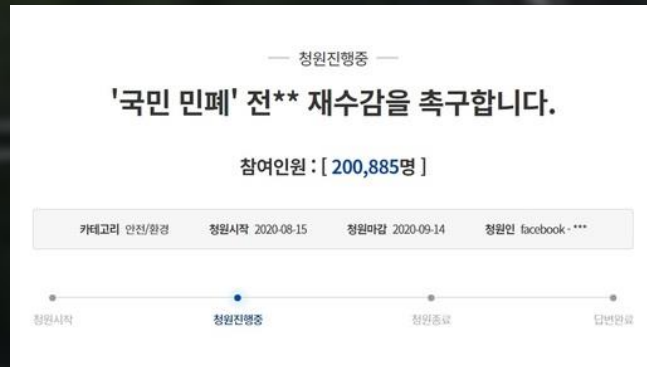 청원진행중
'국민 민폐' 전** 재수감을 촉구합니다.
참여인원 : [ 200,885명 ]
카테고리 안전/환경 청원시작 2020-08-15 청원마감 2020-09-14 청원인 facebook - ***
청원시작 청원진행중 청원종료 답변완료